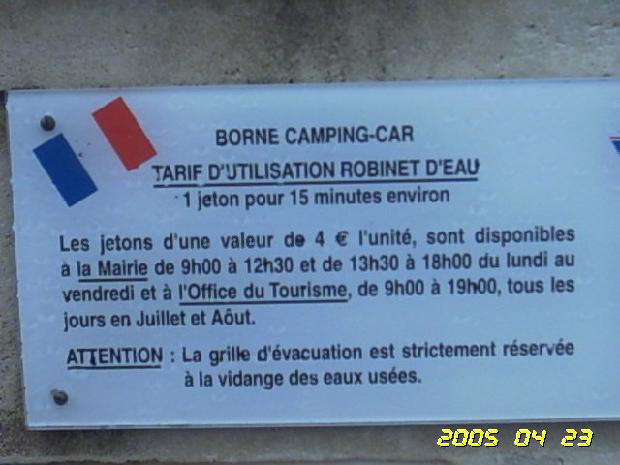 BORNE CAMPING-CAR
TARIF D'UTILISATION ROBINET D'EAU
1 jeton pour 15 minutes environ
Les jetons d'une valeur de 4 € l'unité, sont disponibles
à la Mairie de 9h00 à 12h30 et de 13h30 à 18h00 du lundi au
vendredi et à l'Office du Tourisme, de 9h00 à 19h00, tous les
jours en Juillet et Aôut.
ATTENTION : La grille d'évacuation est strictement réservée
à la vidange des eaux usées.
2005 04 23